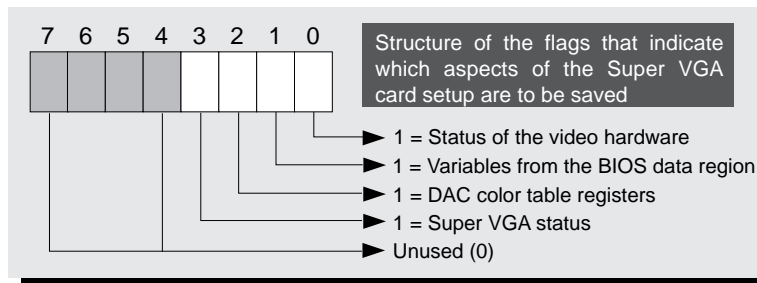 7 6 5 4 3 2 1 0
Structure of the flags that indicate
which aspects of the Super VGA
card setup are to be saved
1 = Status of the video hardware
1 = Variables from the BIOS data region
1 = DAC color table registers
1 = Super VGA status
Unused (0)